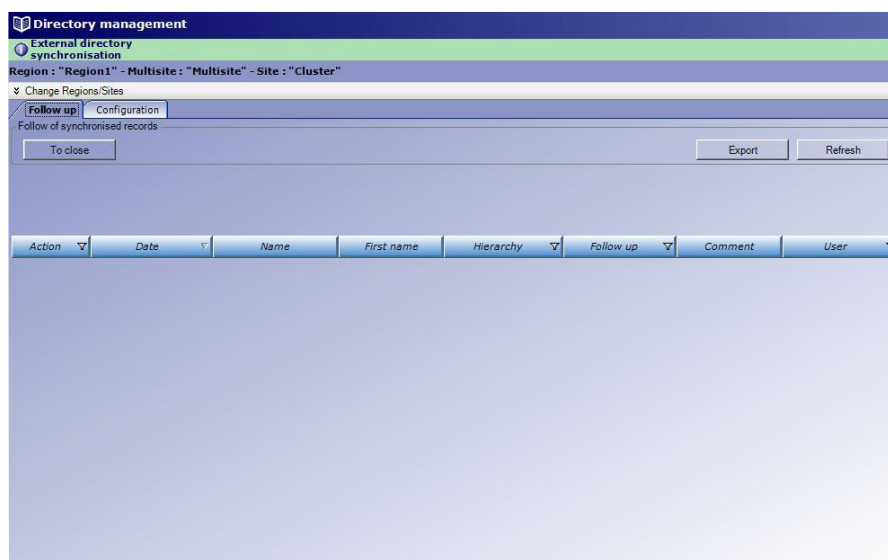 Directory management
External directory
synchronisation
Region : "Region1" - Multisite : "Multisite" - Site : "Cluster"
Change Regions/Sites
Follow up Configuration
Follow of synchronised records
To close Export Refresh
Action Date Name First name Hierarchy Follow up Comment User